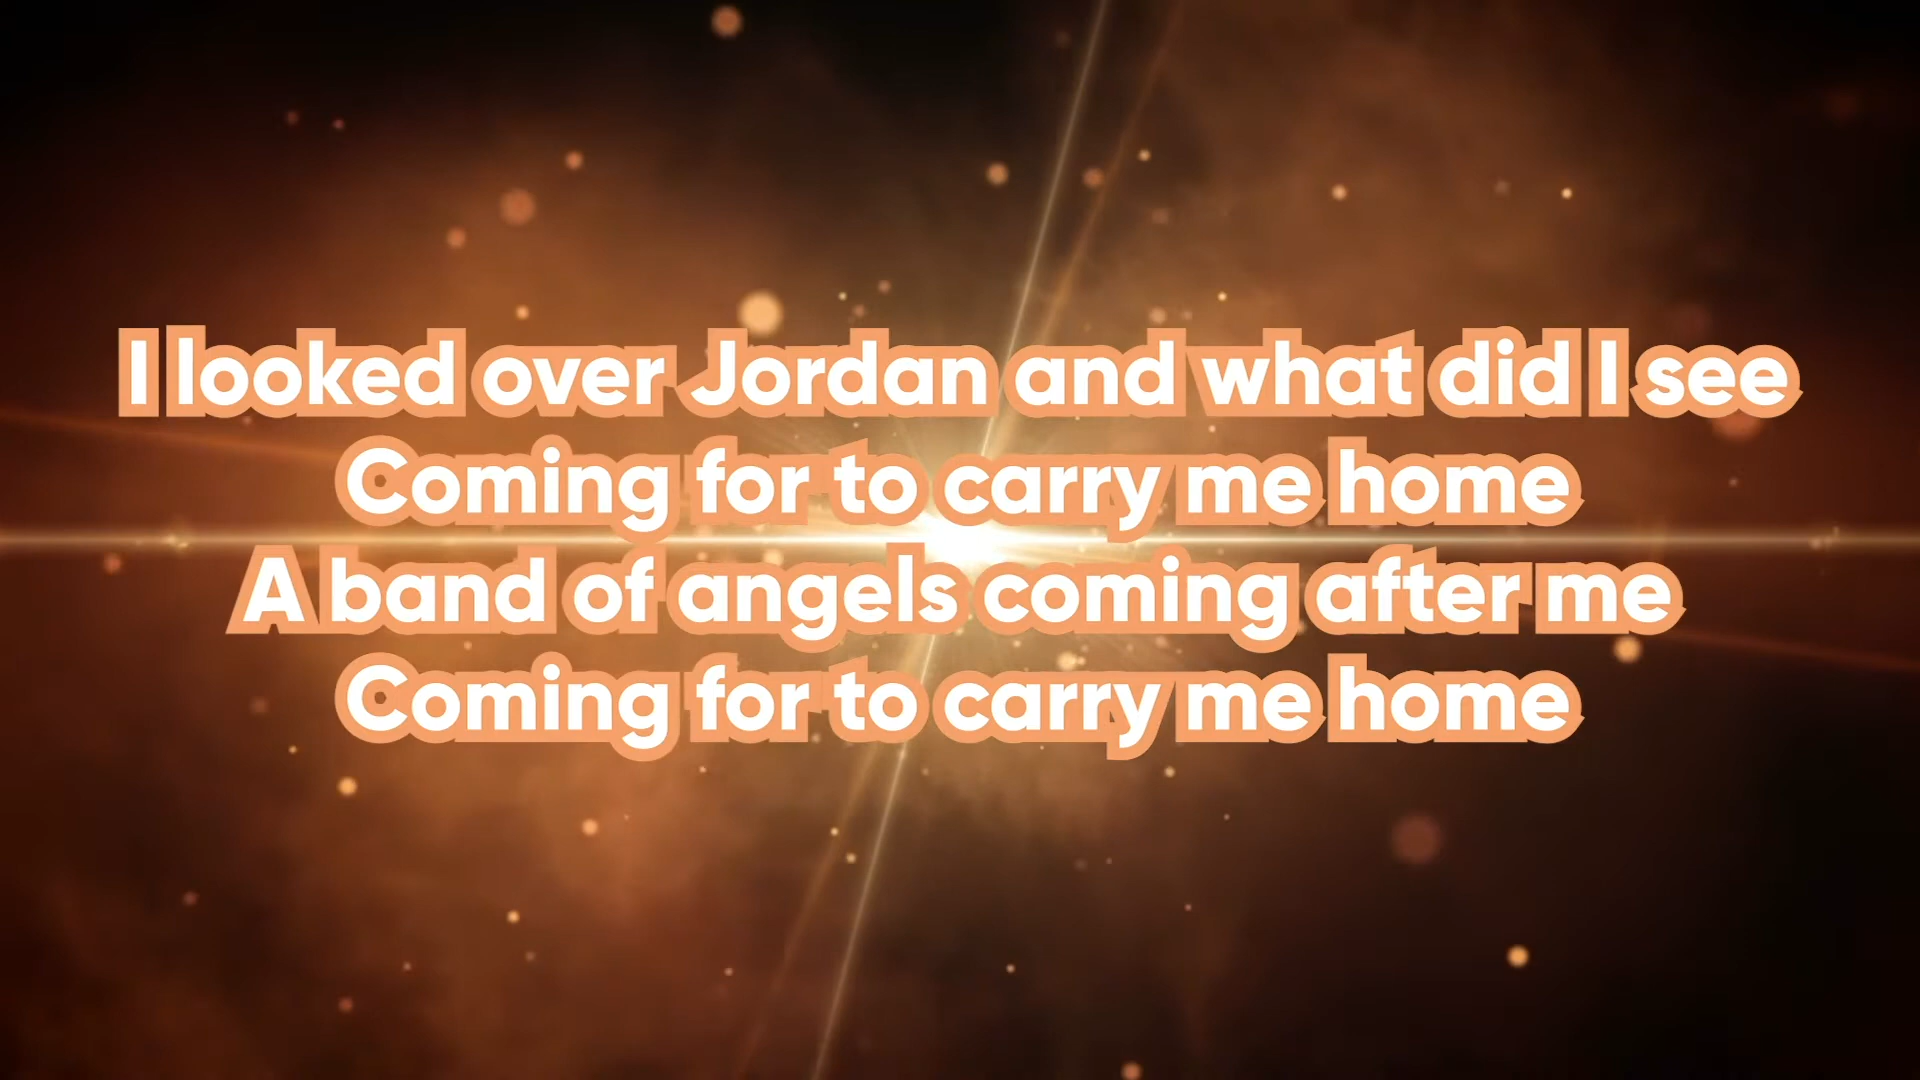 I looked over Jordan and what did I see
Coming for to carry me home
A band of angels coming after me
Coming for to carry me home